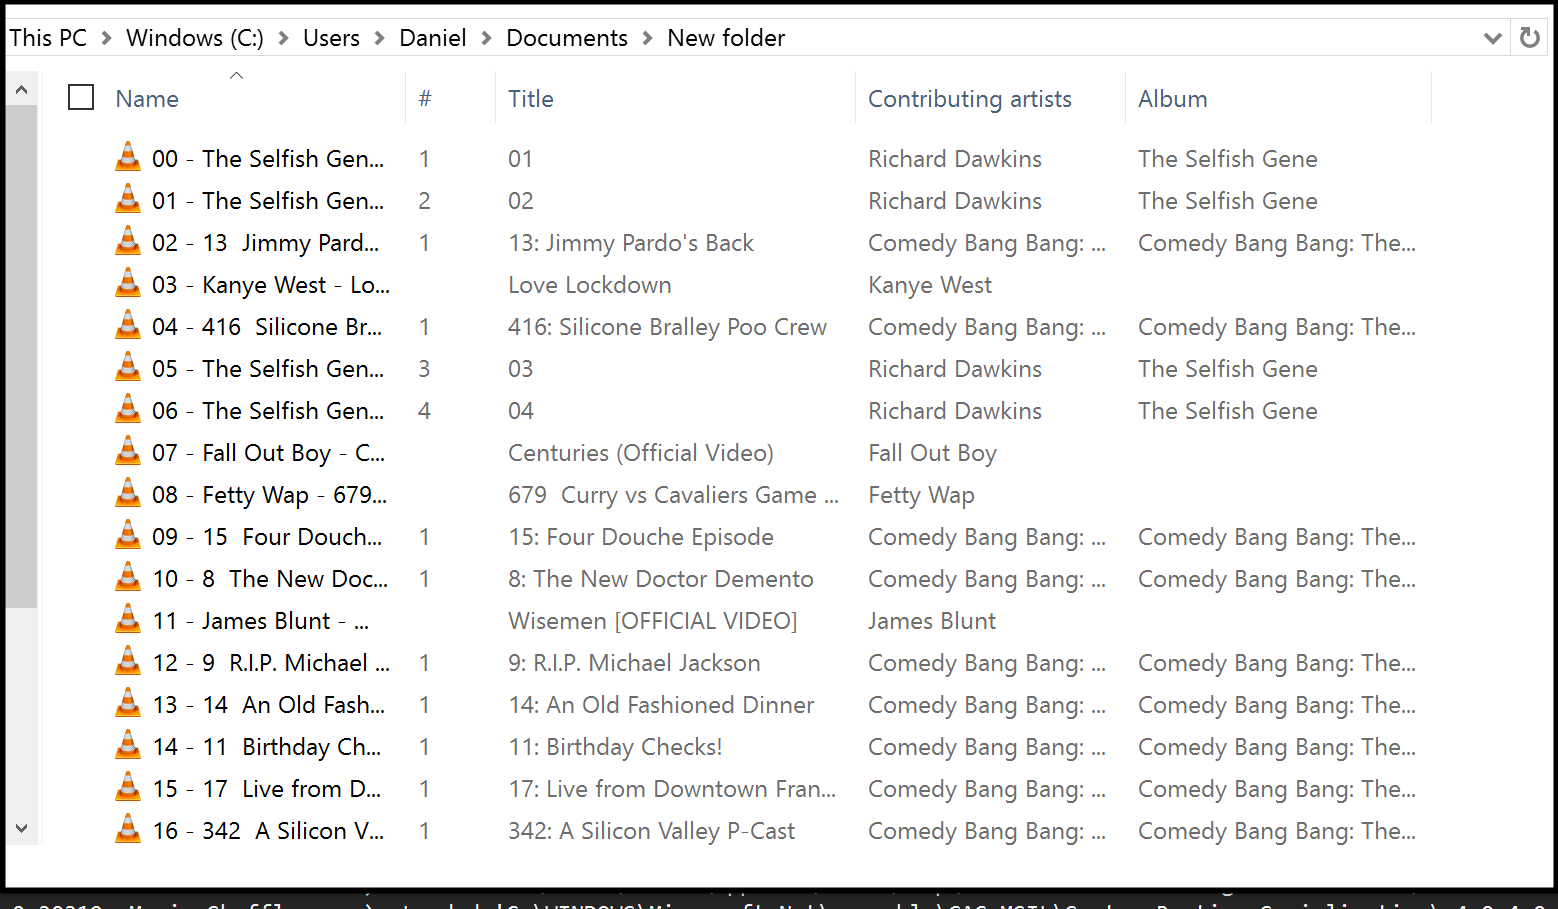 This PC > Windows (C:) > Users > Daniel > Documents > New folder
Name # Title Contributing artists Album
00 - The Selfish Gen... 1 01 Richard Dawkins The Selfish Gene
01 - The Selfish Gen... 2 02 Richard Dawkins The Selfish Gene
02 - 13  Jimmy Pard... 1 13: Jimmy Pardo's Back Comedy Bang Bang: ... Comedy Bang Bang: The...
03 - Kanye West - Lo... Love Lockdown Kanye West
04 - 416  Silicone Br... 1 416: Silicone Bralley Poo Crew Comedy Bang Bang: ... Comedy Bang Bang: The...
05 - The Selfish Gen... 3 03 Richard Dawkins The Selfish Gene
06 - The Selfish Gen... 4 04 Richard Dawkins The Selfish Gene
07 - Fall Out Boy - C... Centuries (Official Video) Fall Out Boy
08 - Fetty Wap - 679... 679  Curry vs Cavaliers Game ... Fetty Wap
09 - 15  Four Douch... 1 15: Four Douche Episode Comedy Bang Bang: ... Comedy Bang Bang: The...
10 - 8  The New Doc... 1 8: The New Doctor Demento Comedy Bang Bang: ... Comedy Bang Bang: The...
11 - James Blunt - ... Wisemen [OFFICIAL VIDEO] James Blunt
12 - 9  R.I.P. Michael ... 1 9: R.I.P. Michael Jackson Comedy Bang Bang: ... Comedy Bang Bang: The...
13 - 14  An Old Fash... 1 14: An Old Fashioned Dinner Comedy Bang Bang: ... Comedy Bang Bang: The...
14 - 11  Birthday Ch... 1 11: Birthday Checks! Comedy Bang Bang: ... Comedy Bang Bang: The...
15 - 17  Live from D... 1 17: Live from Downtown Fran... Comedy Bang Bang: ... Comedy Bang Bang: The...
16 - 342  A Silicon V... 1 342: A Silicon Valley P-Cast Comedy Bang Bang: ... Comedy Bang Bang: The...